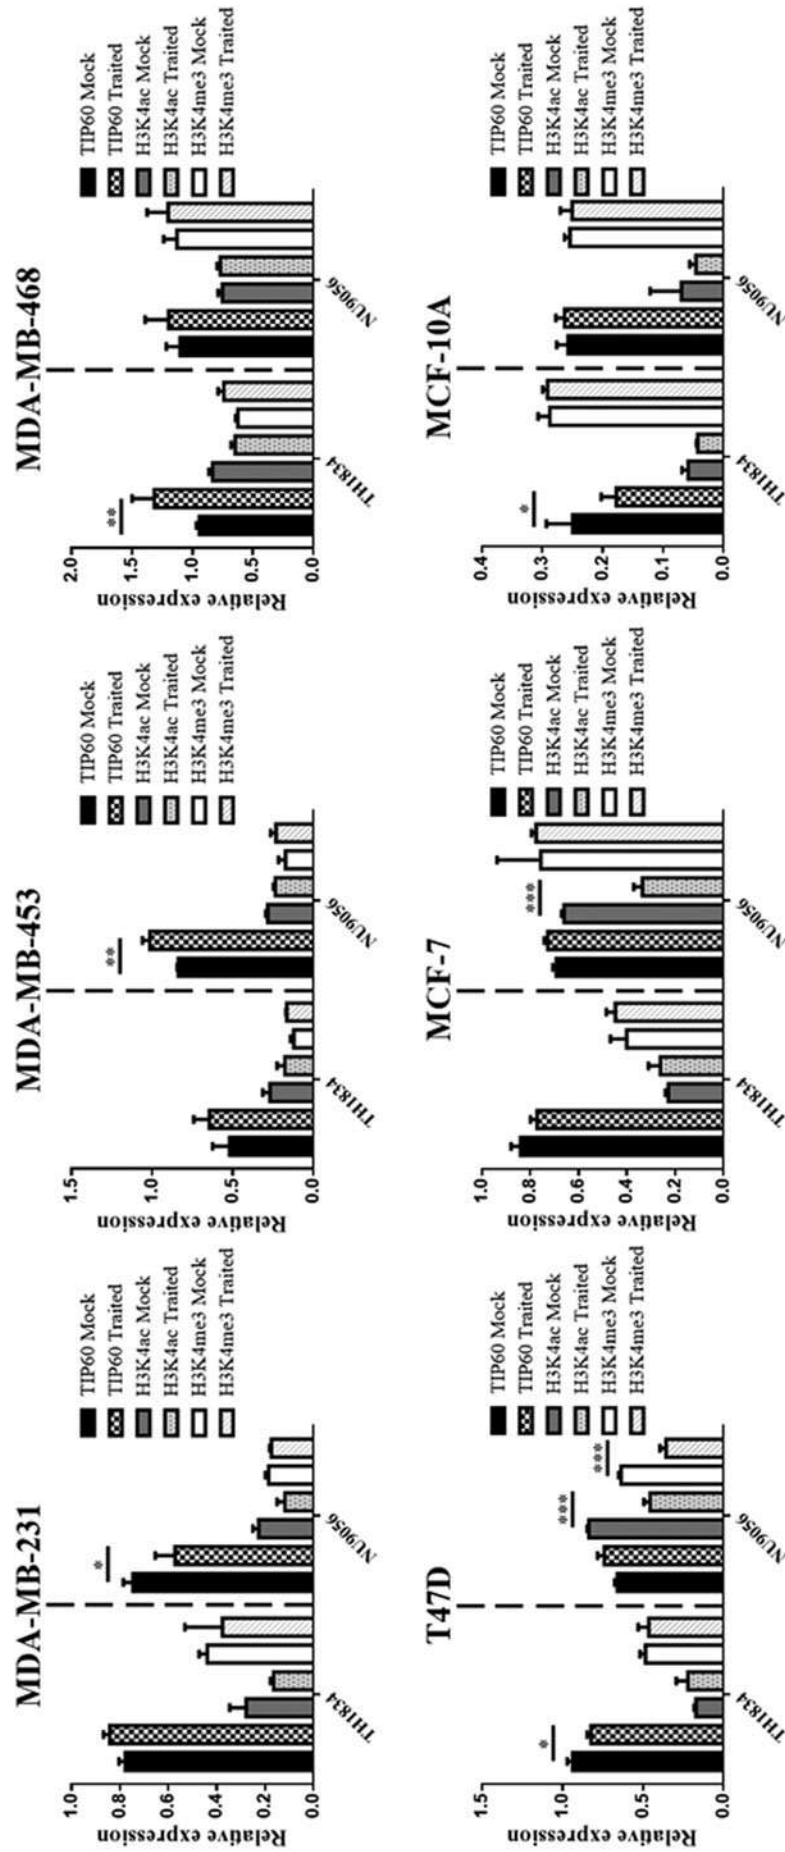 MDA-MB-231
Relative expression
1.0
0.8
0.6
0.4
0.2
0.0
*
TH1834
NU9056
TIP60 Mock
TIP60 Traited
H3K4ac Mock
H3K4ac Traited
H3K4me3 Mock
H3K4me3 Traited
MDA-MB-453
Relative expression
1.5
1.0
0.5
0.0
**
TH1834
NU9056
TIP60 Mock
TIP60 Traited
H3K4ac Mock
H3K4ac Traited
H3K4me3 Mock
H3K4me3 Traited
MDA-MB-468
Relative expression
2.0
1.5
1.0
0.5
0.0
**
TH1834
NU9056
TIP60 Mock
TIP60 Traited
H3K4ac Mock
H3K4ac Traited
H3K4me3 Mock
H3K4me3 Traited
T47D
Relative expression
1.5
1.0
0.5
0.0
*
***
***
TH1834
NU9056
TIP60 Mock
TIP60 Traited
H3K4ac Mock
H3K4ac Traited
H3K4me3 Mock
H3K4me3 Traited
MCF-7
Relative expression
1.0
0.8
0.6
0.4
0.2
0.0
***
TH1834
NU9056
TIP60 Mock
TIP60 Traited
H3K4ac Mock
H3K4ac Traited
H3K4me3 Mock
H3K4me3 Traited
MCF-10A
Relative expression
0.4
0.3
0.2
0.1
0.0
*
TH1834
NU9056
TIP60 Mock
TIP60 Traited
H3K4ac Mock
H3K4ac Traited
H3K4me3 Mock
H3K4me3 Traited